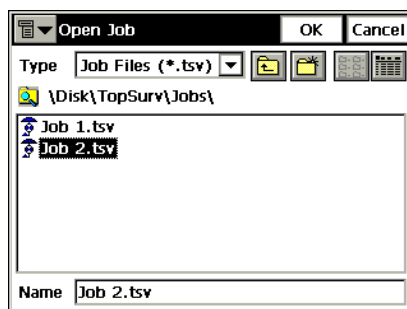 Open Job OK Cancel
Type Job Files (*.tsv)
\Disk\TopSurv\Jobs\
Job 1.tsv
Job 2.tsv
Name Job 2.tsv